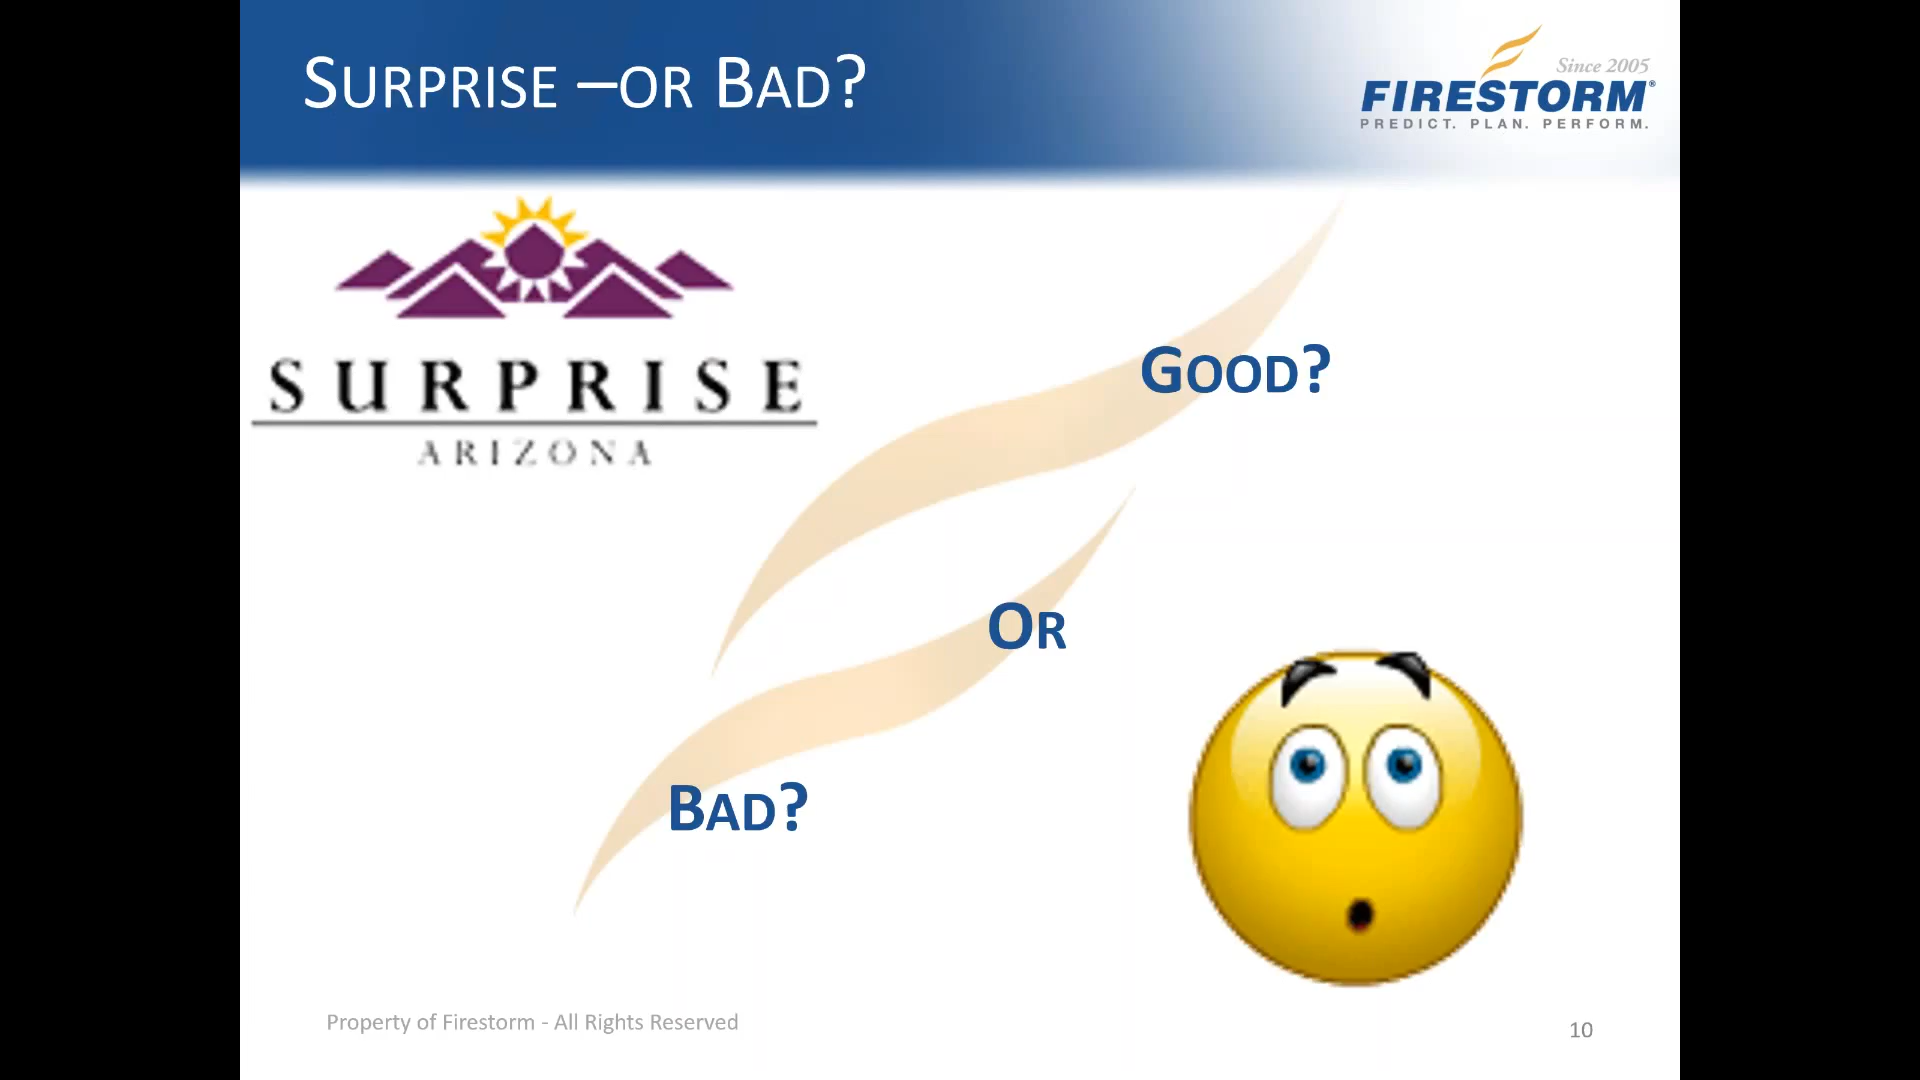 SURPRISE –OR BAD?
Since 2005
FIRESTORM®
PREDICT. PLAN. PERFORM.
SURPRISE
ARIZONA
GOOD?
OR
BAD?
Property of Firestorm - All Rights Reserved
10